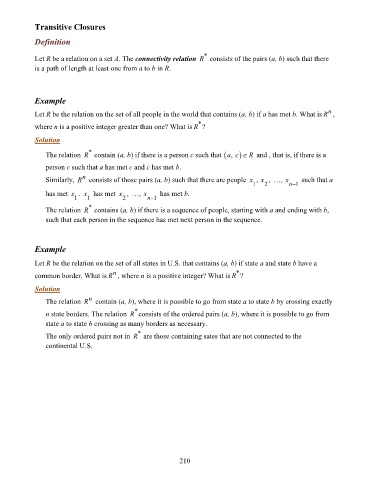 Transitive Closures
Definition
Let R be a relation on a set A. The connectivity relation R* consists of the pairs (a, b) such that there
is a path of length at least one from a to b in R.
Example
Let R be the relation on the set of all people in the world that contains (a, b) if a has met b. What is Rⁿ,
where n is a positive integer greater than one? What is R*?
Solution
The relation R* contain (a, b) if there is a person c such that (a, c) ∈ R and , that is, if there is a
person c such that a has met c and c has met b.
Similarly, Rⁿ consists of those pairs (a, b) such that there are people x₁, x₂, …, xₙ₋₁ such that a
has met x₁ . x₁ has met x₂, …, xₙ₋₁ has met b.
The relation R* contains (a, b) if there is a sequence of people, starting with a and ending with b,
such that each person in the sequence has met next person in the sequence.
Example
Let R be the relation on the set of all states in U.S. that contains (a, b) if state a and state b have a
common border. What is Rⁿ, where n is a positive integer? What is R*?
Solution
The relation Rⁿ contain (a, b), where it is possible to go from state a to state b by crossing exactly
n state borders. The relation R* consists of the ordered pairs (a, b), where it is possible to go from
state a to state b crossing as many borders as necessary.
The only ordered pairs not in R* are those containing sates that are not connected to the
continental U.S.
210